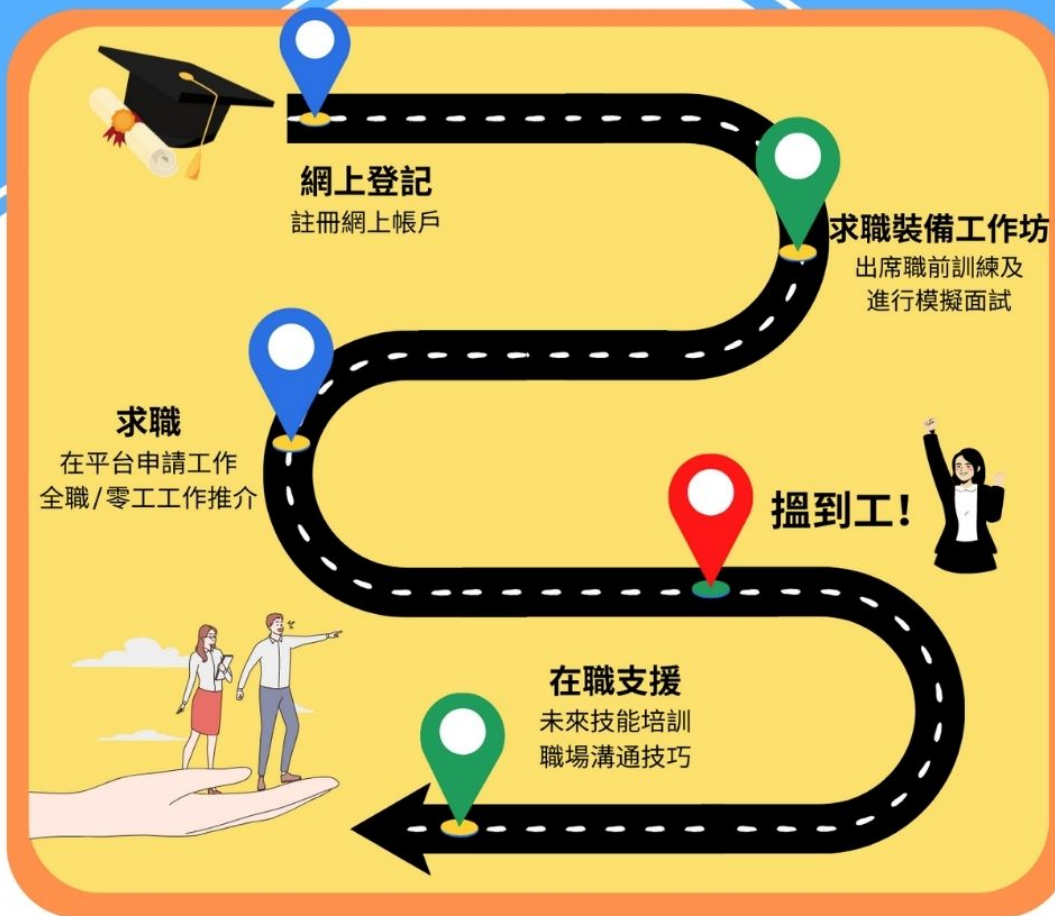 網上登記
註冊網上帳戶
求職裝備工作坊
出席職前訓練及
進行模擬面試
求職
在平台申請工作
全職/零工工作推介
搵到工!
在職支援
未來技能培訓
職場溝通技巧